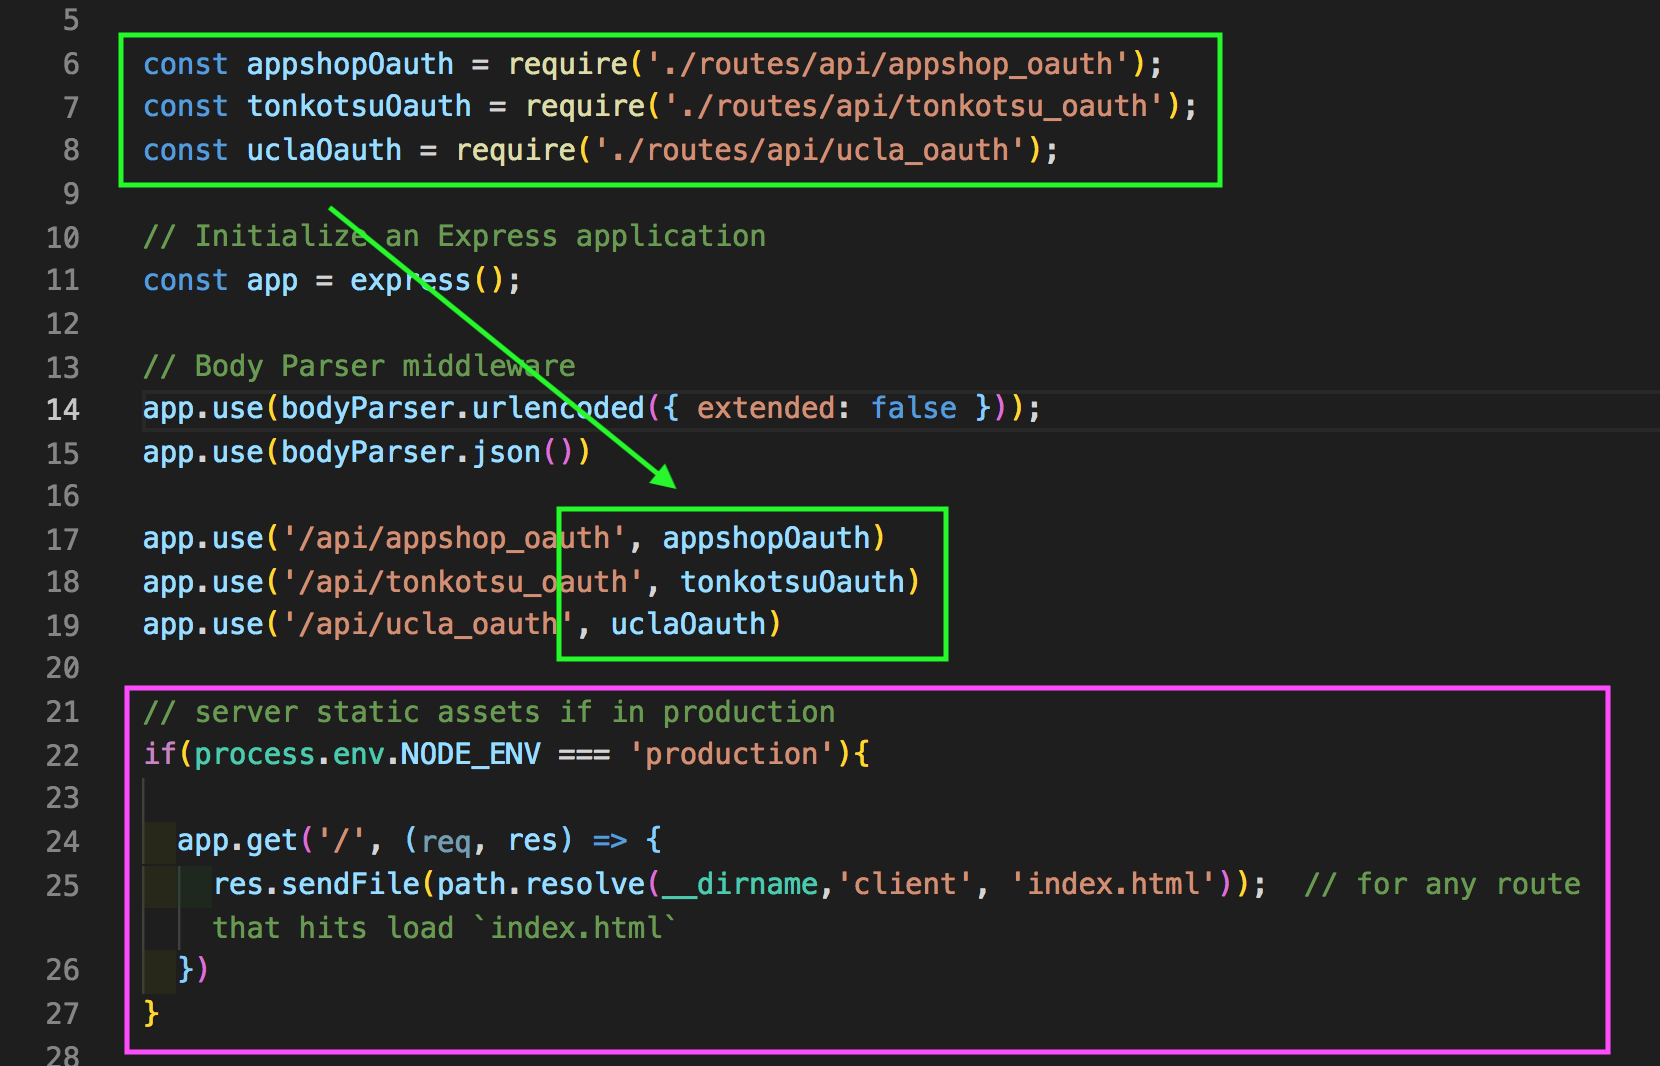 5
6 const appshopOauth = require('./routes/api/appshop_oauth');
7 const tonkotsuOauth = require('./routes/api/tonkotsu_oauth');
8 const uclaOauth = require('./routes/api/ucla_oauth');
9
10 // Initialize an Express application
11 const app = express();
12
13 // Body Parser middleware
14 app.use(bodyParser.urlencoded({ extended: false }));
15 app.use(bodyParser.json())
16
17 app.use('/api/appshop_oauth', appshopOauth)
18 app.use('/api/tonkotsu_oauth', tonkotsuOauth)
19 app.use('/api/ucla_oauth', uclaOauth)
20
21 // server static assets if in production
22 if(process.env.NODE_ENV === 'production'){
23
24   app.get('/', (req, res) => {
25     res.sendFile(path.resolve(__dirname,'client', 'index.html'));  // for any route
that hits load `index.html`
26   })
27 }
28